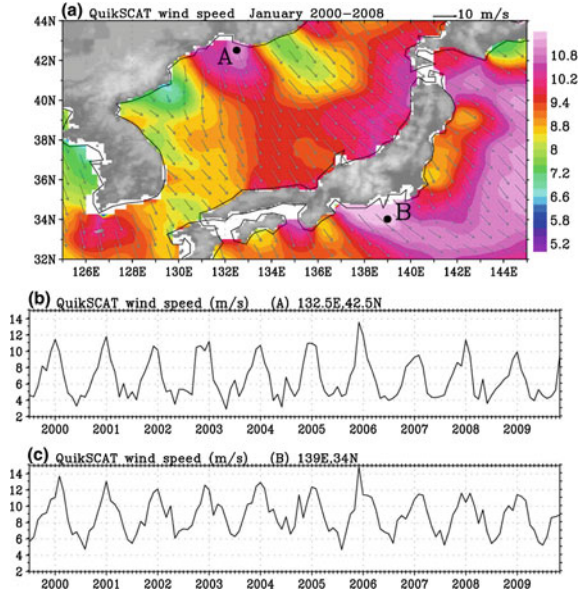 (a) QuikSCAT wind speed January 2000–2008 10 m/s
44N
42N
40N
38N
36N
34N
32N
A
B
126E 128E 130E 132E 134E 136E 138E 140E 142E 144E
10.8
10.1
9.4
8.7
8
7.3
6.6
5.9
5.2
(b) QuikSCAT wind speed (m/s) (A) 132.5E,42.5N
14
12
10
8
6
4
2
2000 2001 2002 2003 2004 2005 2006 2007 2008 2009
(c) QuikSCAT wind speed (m/s) (B) 139E,34N
14
12
10
8
6
4
2
2000 2001 2002 2003 2004 2005 2006 2007 2008 2009